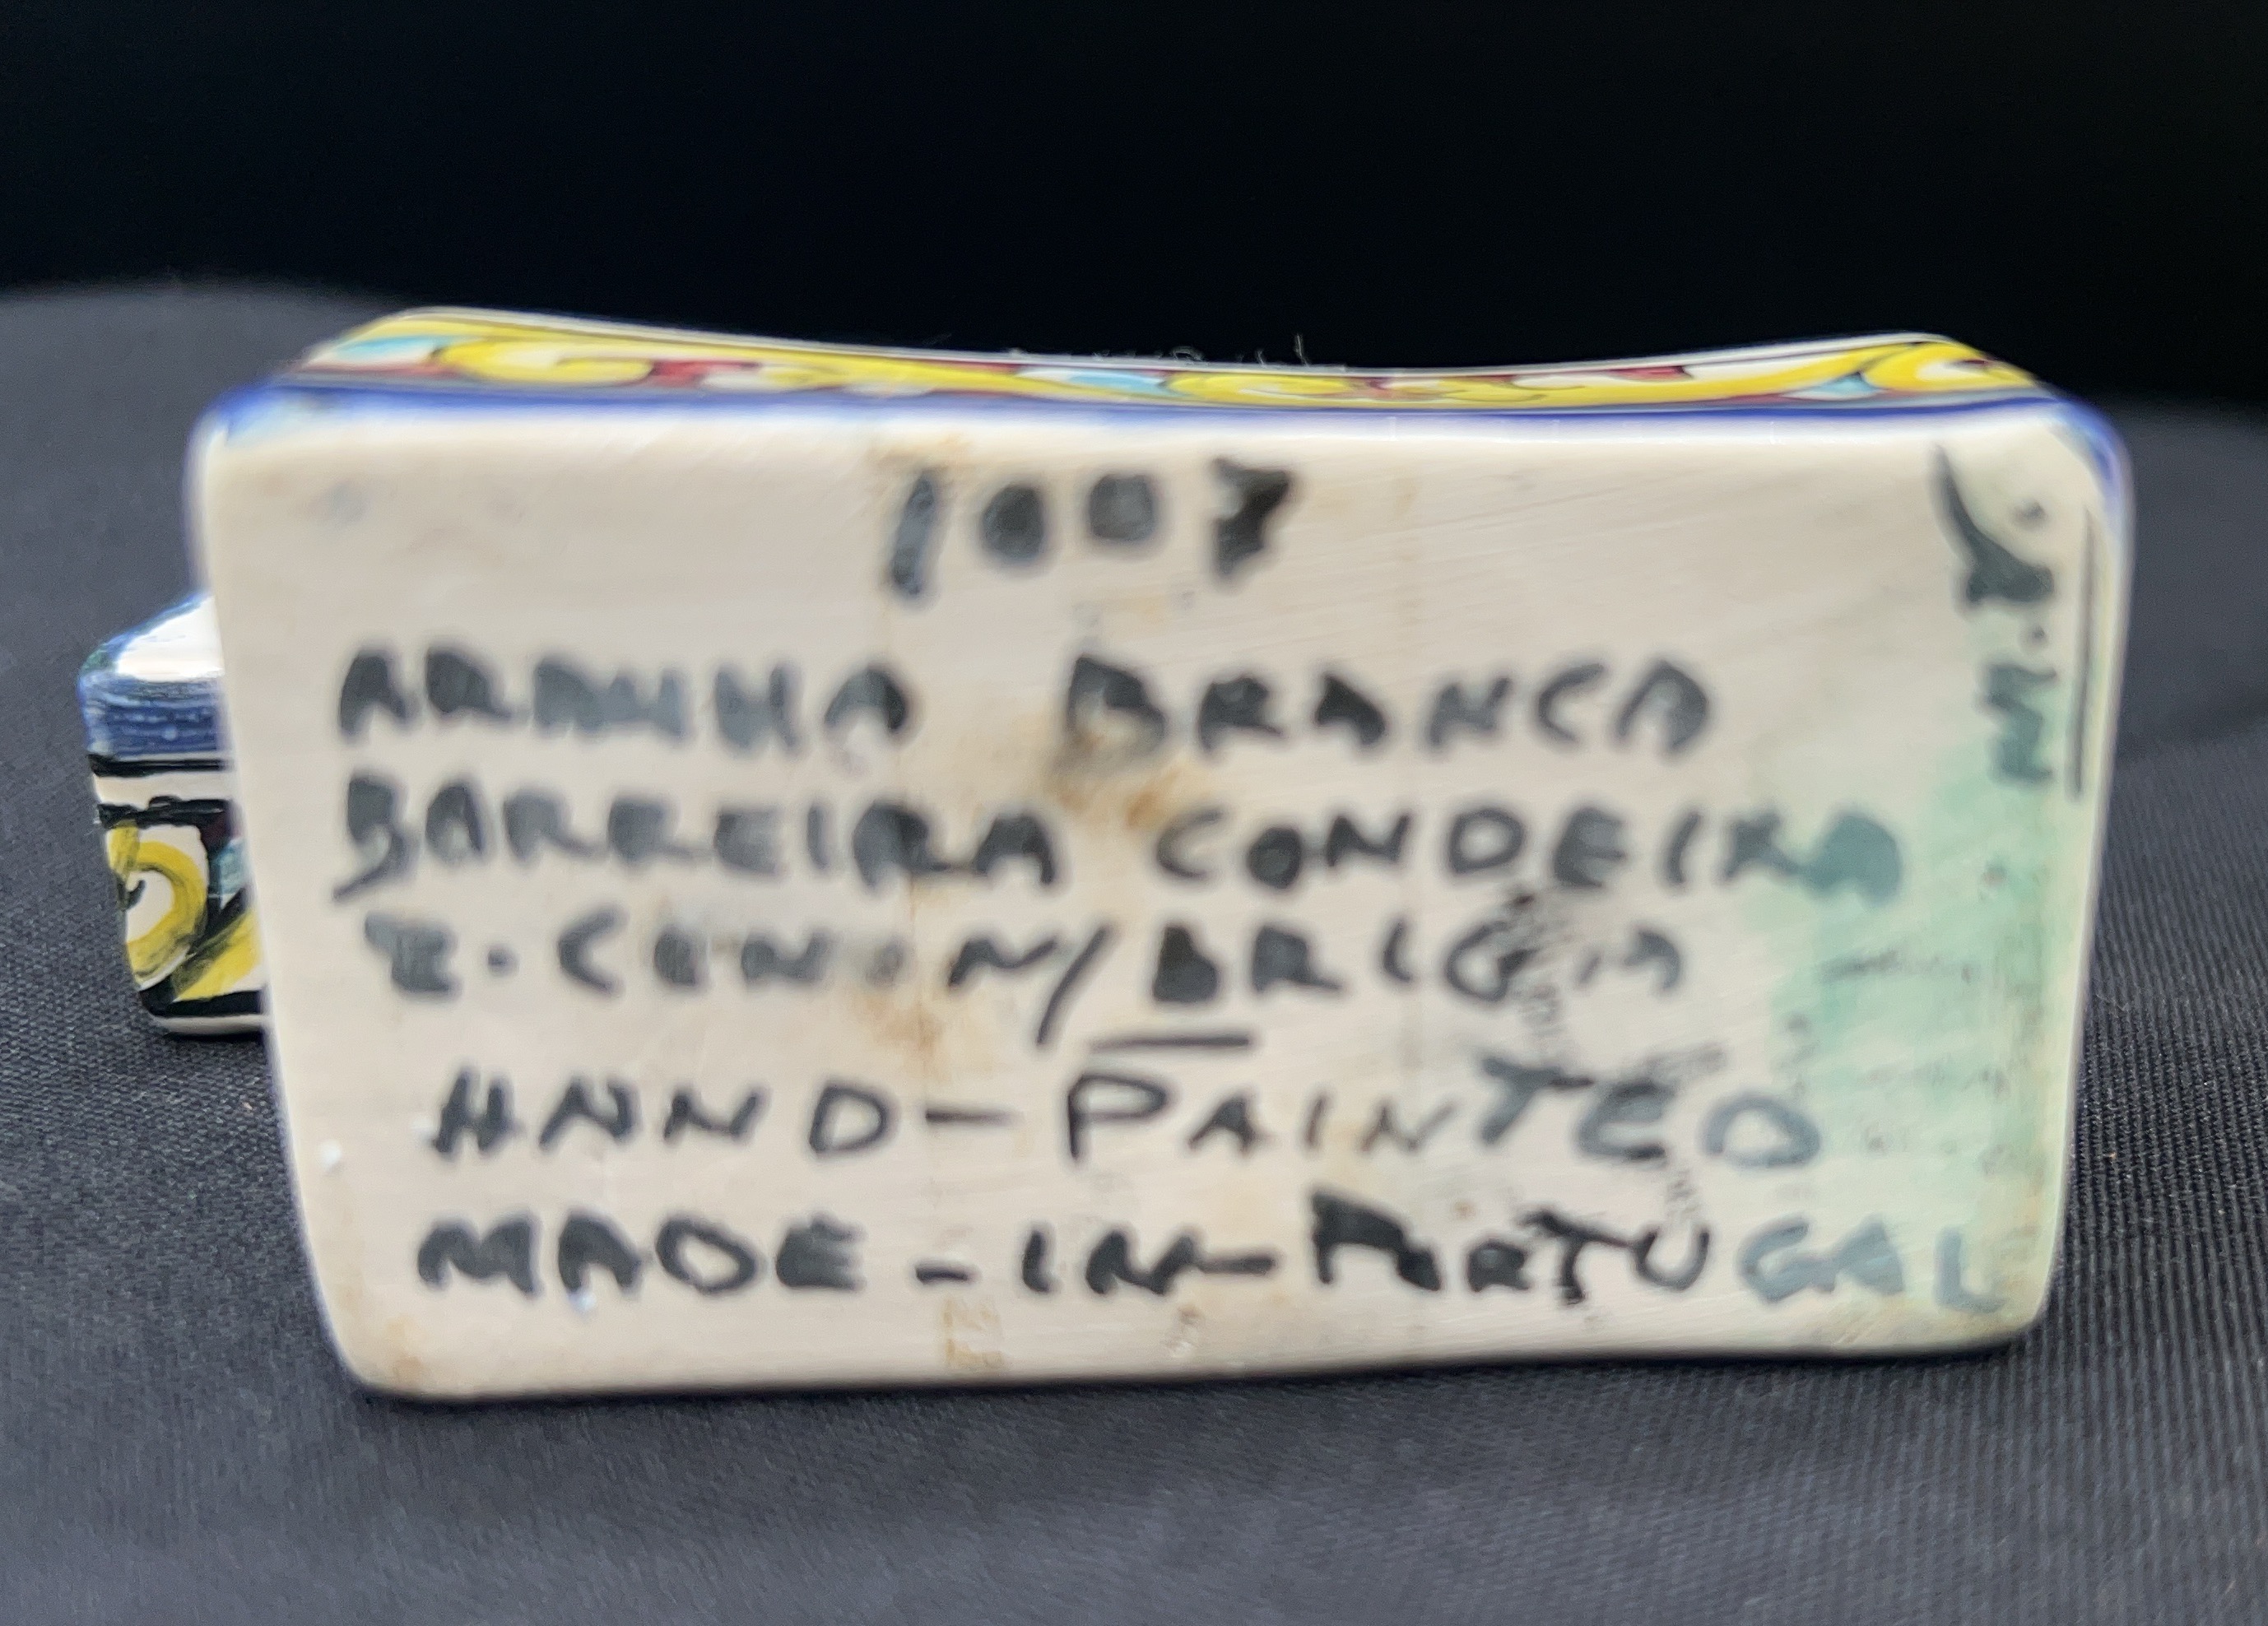 1007
ARANHA BRANCA
BARREIRA CONDEIXA
HAND-PAINTED
MADE-IN-PORTUGAL